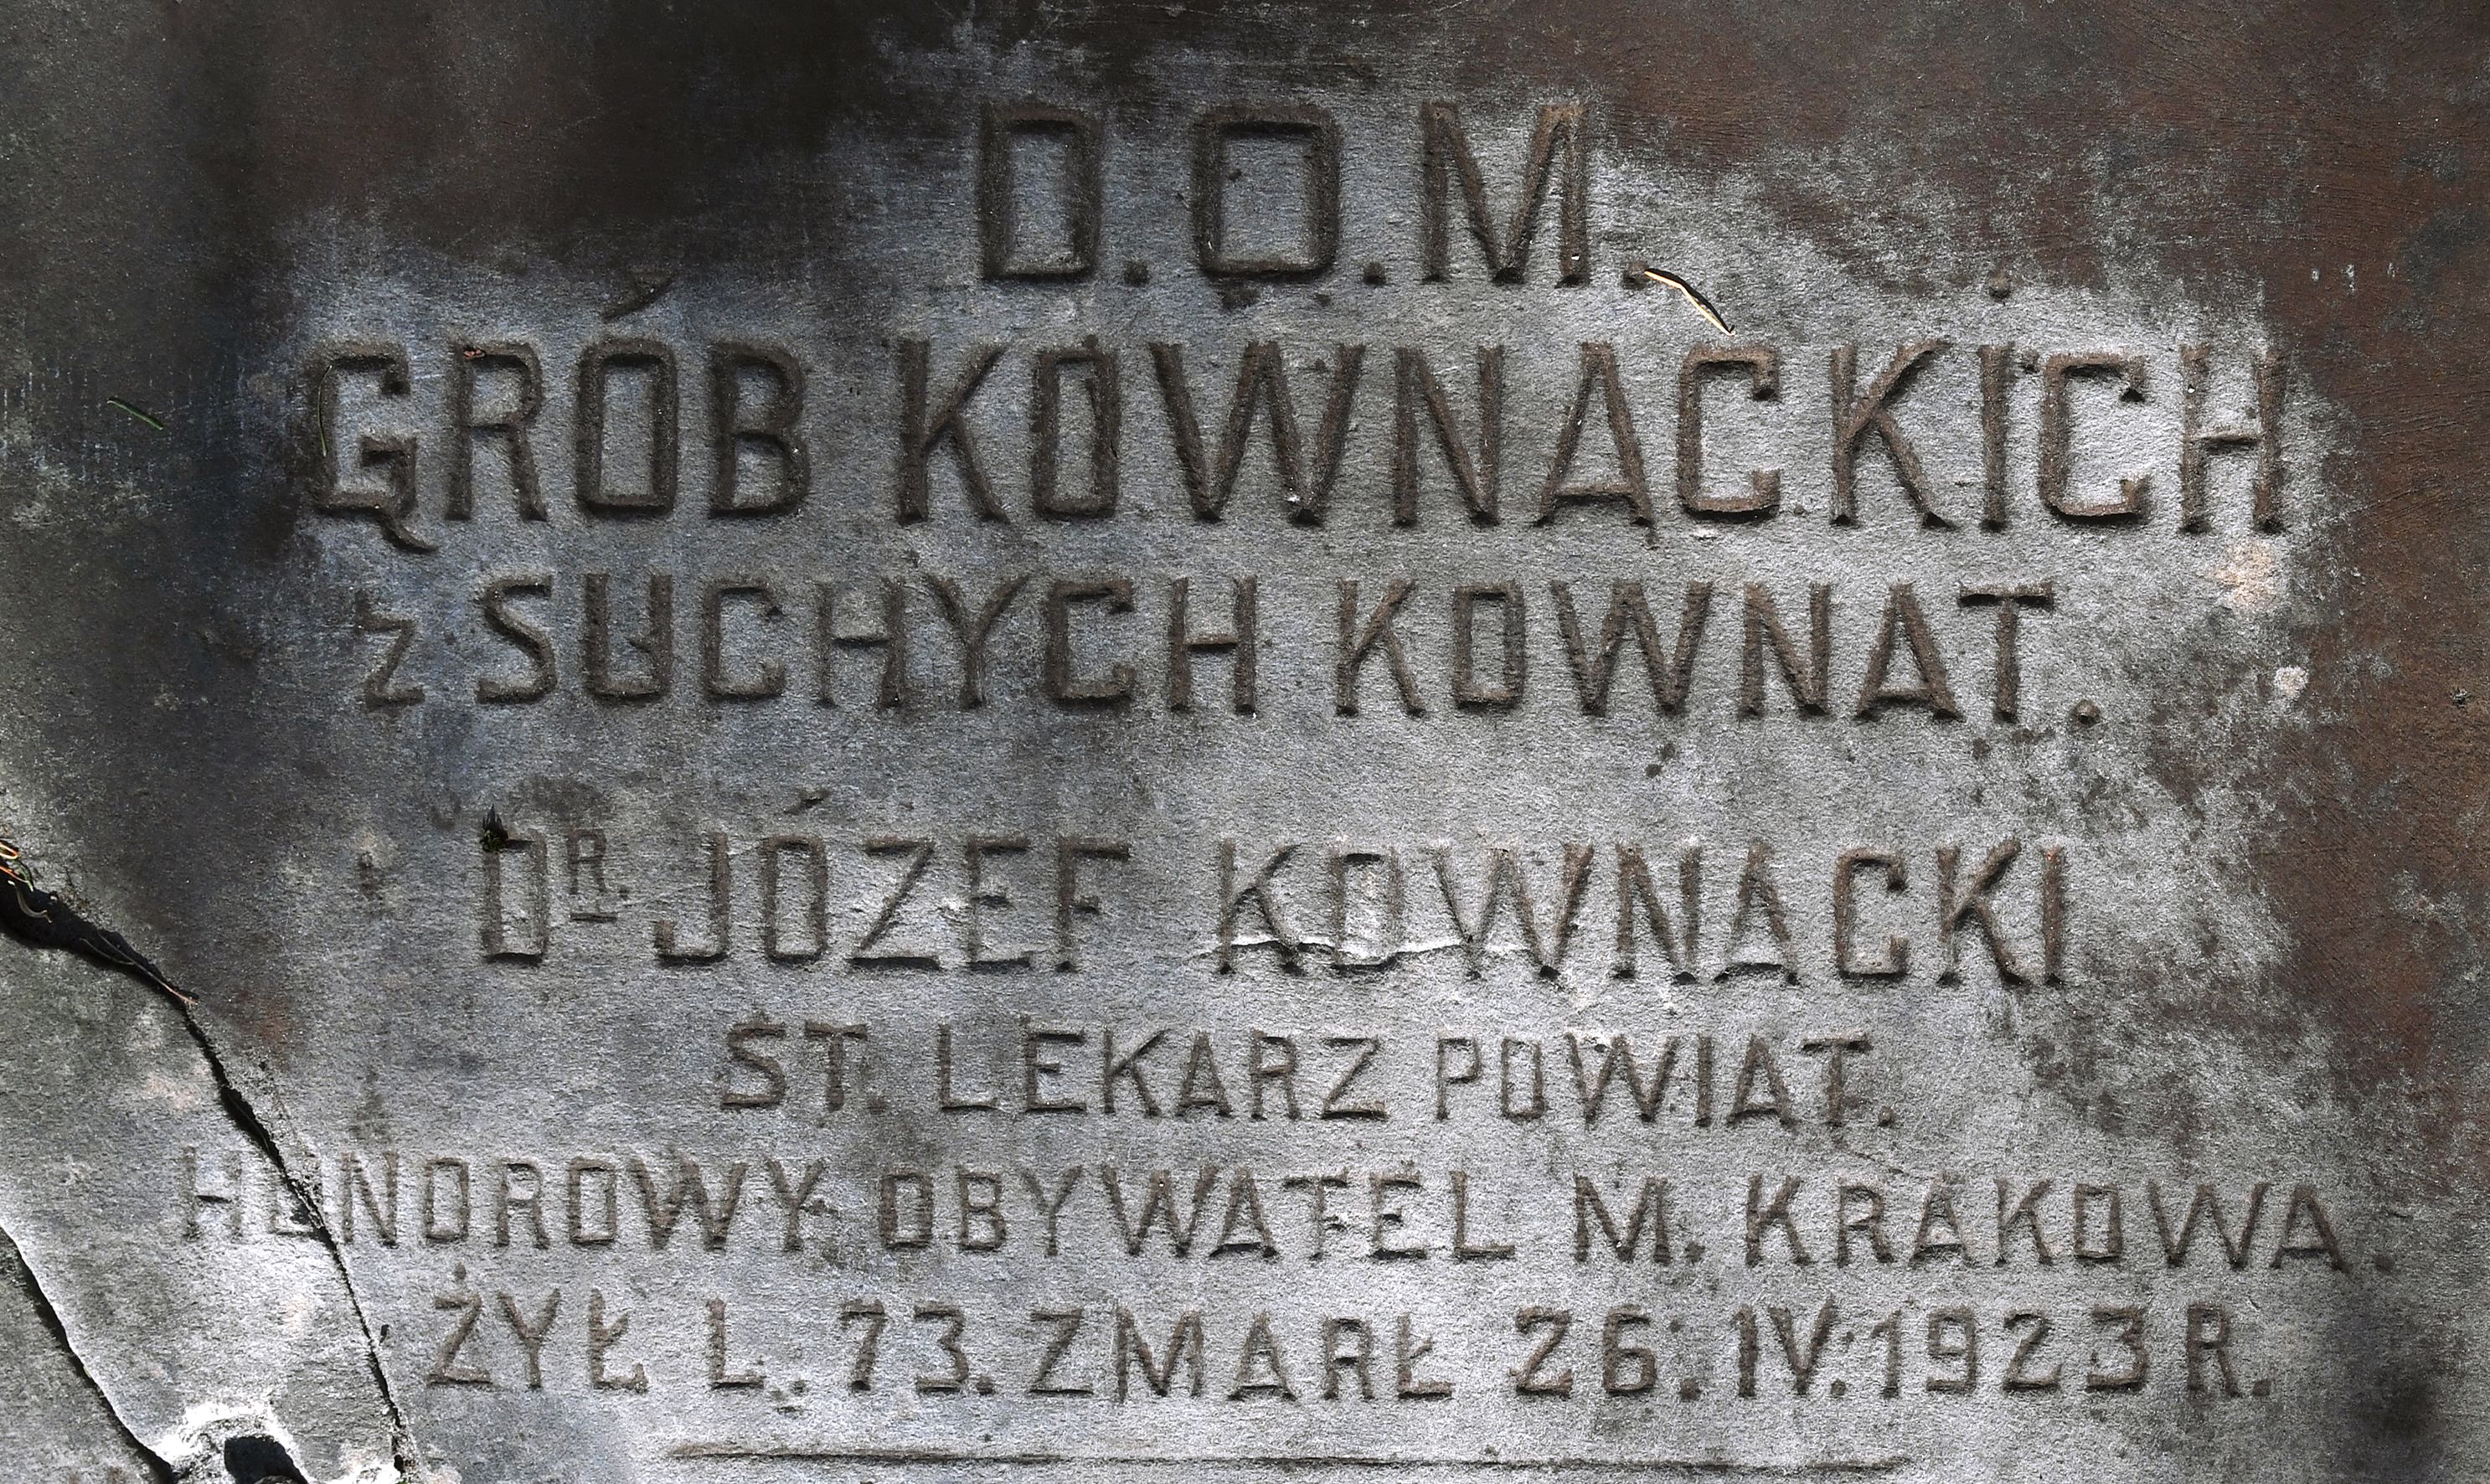 D.O.M.
GRÓB KOWNACKICH
z SUCHYCH KOWNAT.
DR. JÓZEF KOWNACKI
ST. LEKARZ POWIAT.
HONOROWY OBYWATEL M. KRAKOWA.
ŻYŁ L. 73. ZMARŁ 26. IV. 1923 R.